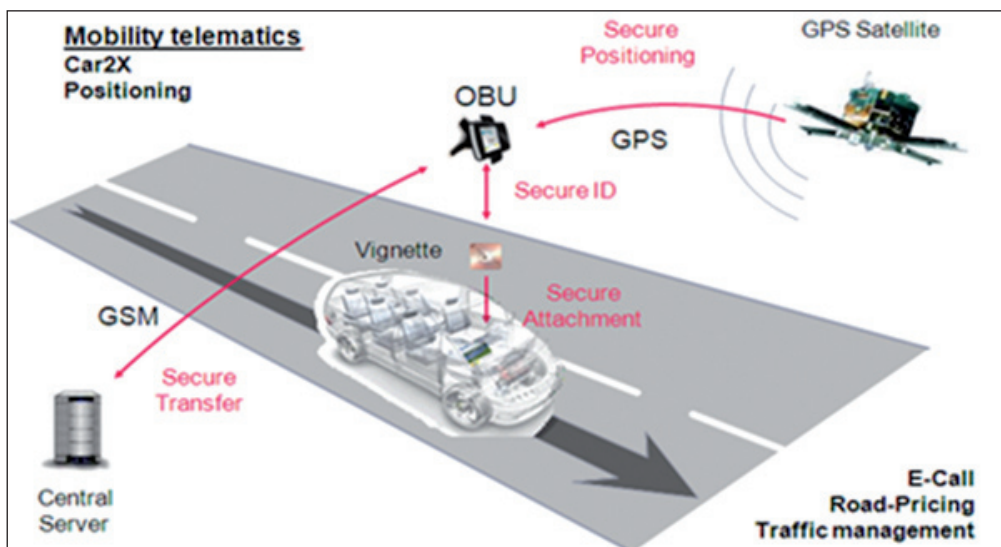 Mobility telematics
Car2X
Positioning
Secure
Positioning
GPS Satellite
OBU
GPS
Secure ID
Vignette
Secure
Attachment
GSM
Secure
Transfer
Central
Server
E-Call
Road-Pricing
Traffic management